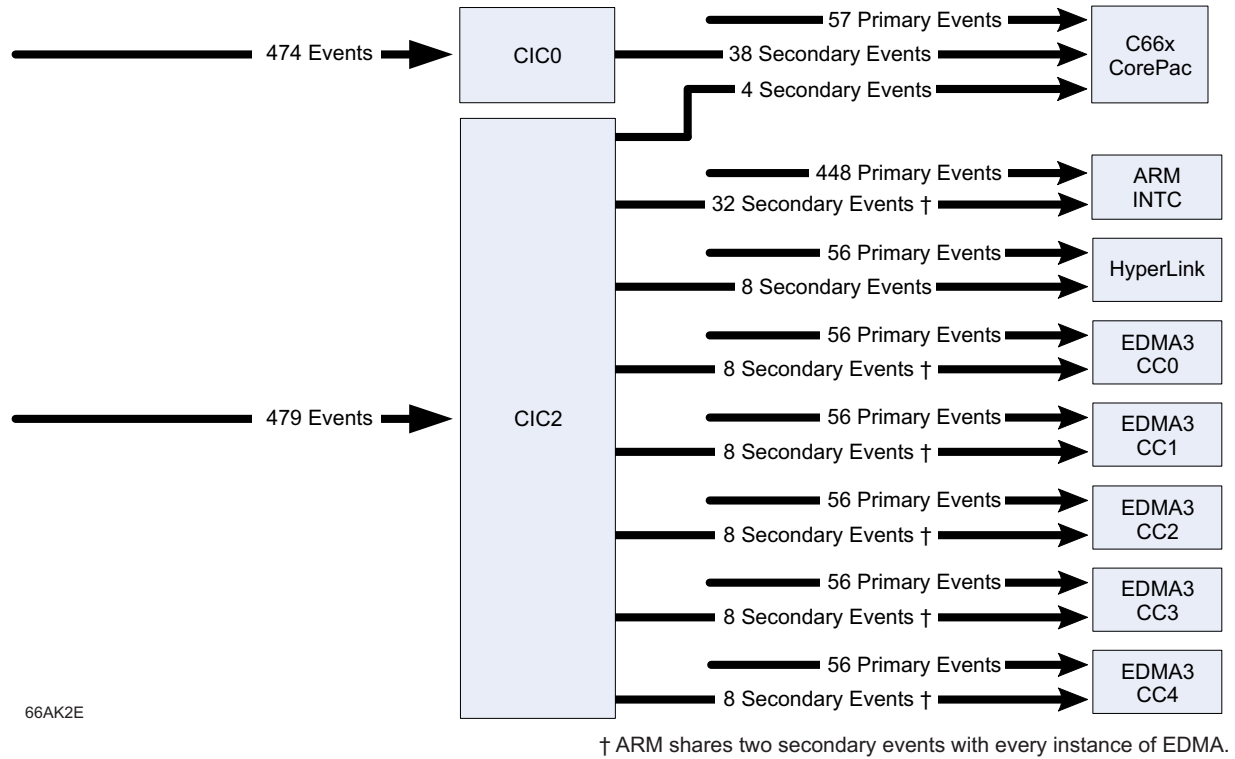 57 Primary Events
474 Events
CIC0
38 Secondary Events
C66x
CorePac
4 Secondary Events
448 Primary Events
ARM
INTC
32 Secondary Events †
56 Primary Events
HyperLink
8 Secondary Events
56 Primary Events
EDMA3
CC0
8 Secondary Events †
479 Events
CIC2
56 Primary Events
EDMA3
CC1
8 Secondary Events †
56 Primary Events
EDMA3
CC2
8 Secondary Events †
56 Primary Events
EDMA3
CC3
8 Secondary Events †
56 Primary Events
EDMA3
CC4
8 Secondary Events †
66AK2E
† ARM shares two secondary events with every instance of EDMA.